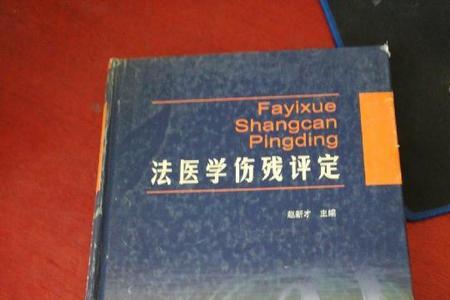 Fayixue
Shangcan
Pingding
法医学伤残评定
赵新才 主编